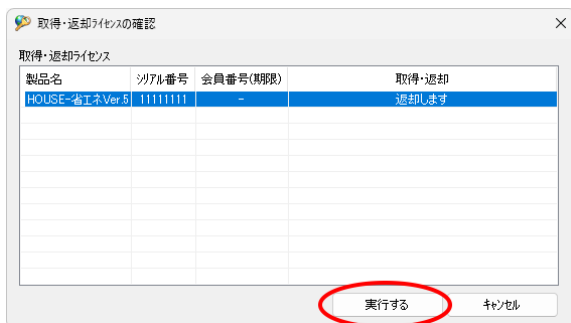 取得・返却ﾗｲｾﾝｽの確認
取得・返却ﾗｲｾﾝｽ
製品名 ｼﾘｱﾙ番号 会員番号(期限) 取得・返却
HOUSE-省エネVer.5 11111111 - 返却します
実行する ｷｬﾝｾﾙ